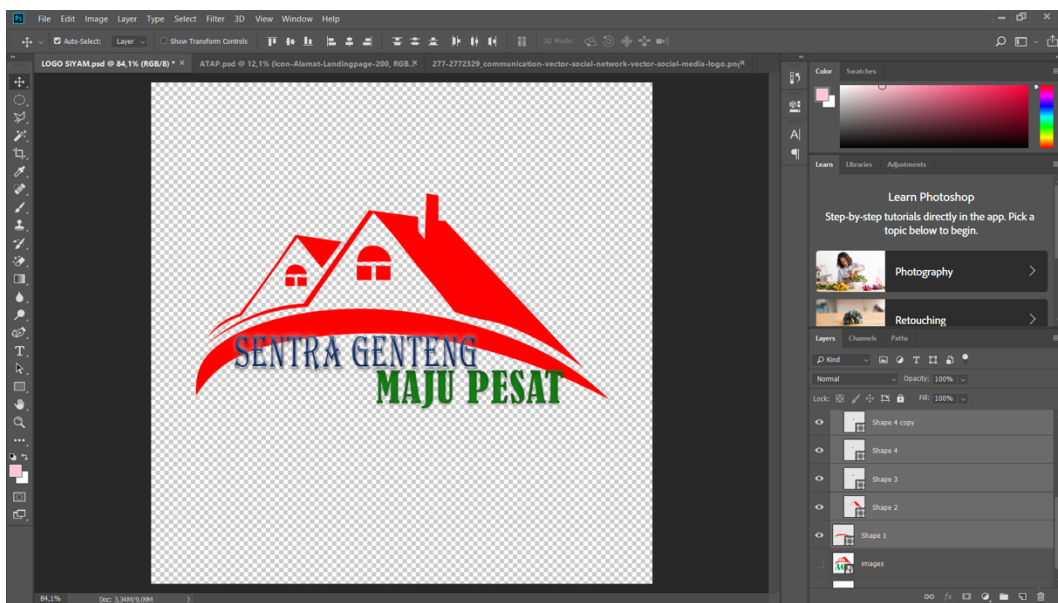 Ps File Edit Image Layer Type Select Filter 3D View Window Help
Auto-Select: Layer Show Transform Controls 3D Mode:
LOGO SIYAM.psd @ 84,1% (RGB/8) * × ATAP.psd @ 12,1% (Icon-Alamat-Landingpage-200, RGB... × 277-2772329_communication-vector-social-network-vector-social-media-logo.png ×
Color Swatches
Learn Libraries Adjustments
Learn Photoshop
Step-by-step tutorials directly in the app. Pick a
topic below to begin.
Photography
Retouching
SENTRA GENTENG
MAJU PESAT
Layers Channels Paths
Kind
Normal Opacity: 100%
Lock: Fill: 100%
Shape 4 copy
Shape 4
Shape 3
Shape 2
Shape 1
images
84,1% Doc: 3,34M/9,09M